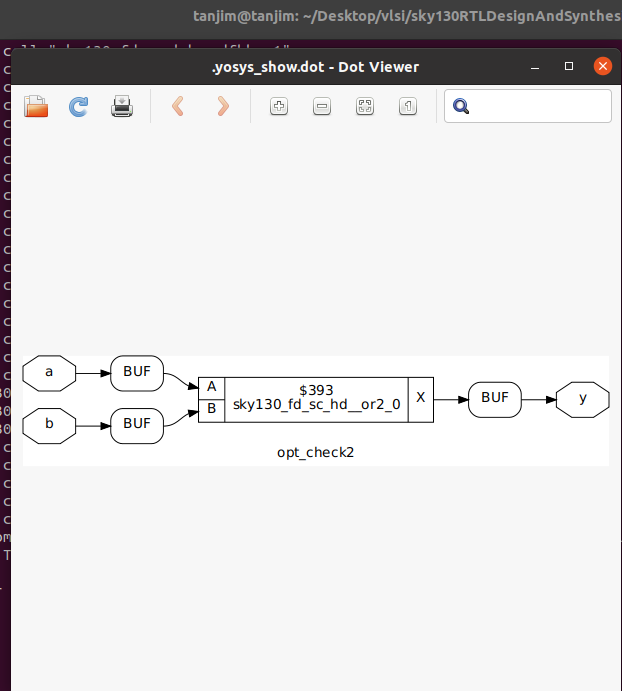 tanjim@tanjim: ~/Desktop/vlsi/sky130RTLDesignAndSynthes
.yosys_show.dot - Dot Viewer
a
BUF
A
$393
sky130_fd_sc_hd__or2_0
X
BUF
y
b
BUF
B
opt_check2